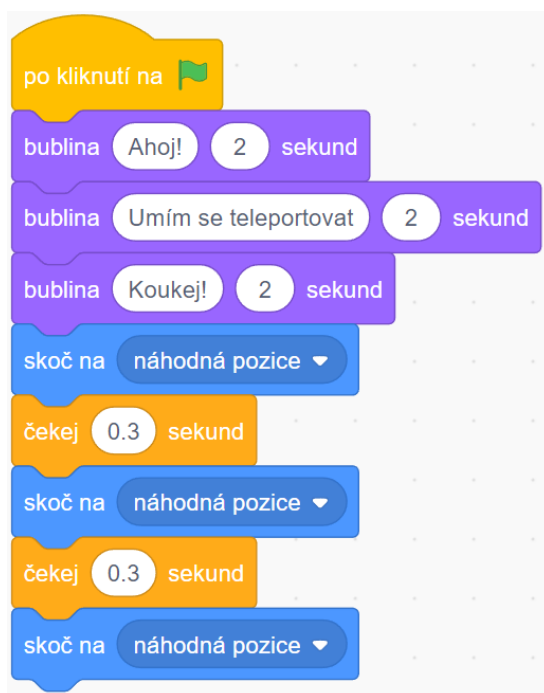 po kliknutí na
bublina Ahoj! 2 sekund
bublina Umím se teleportovat 2 sekund
bublina Koukej! 2 sekund
skoč na náhodná pozice
čekej 0.3 sekund
skoč na náhodná pozice
čekej 0.3 sekund
skoč na náhodná pozice